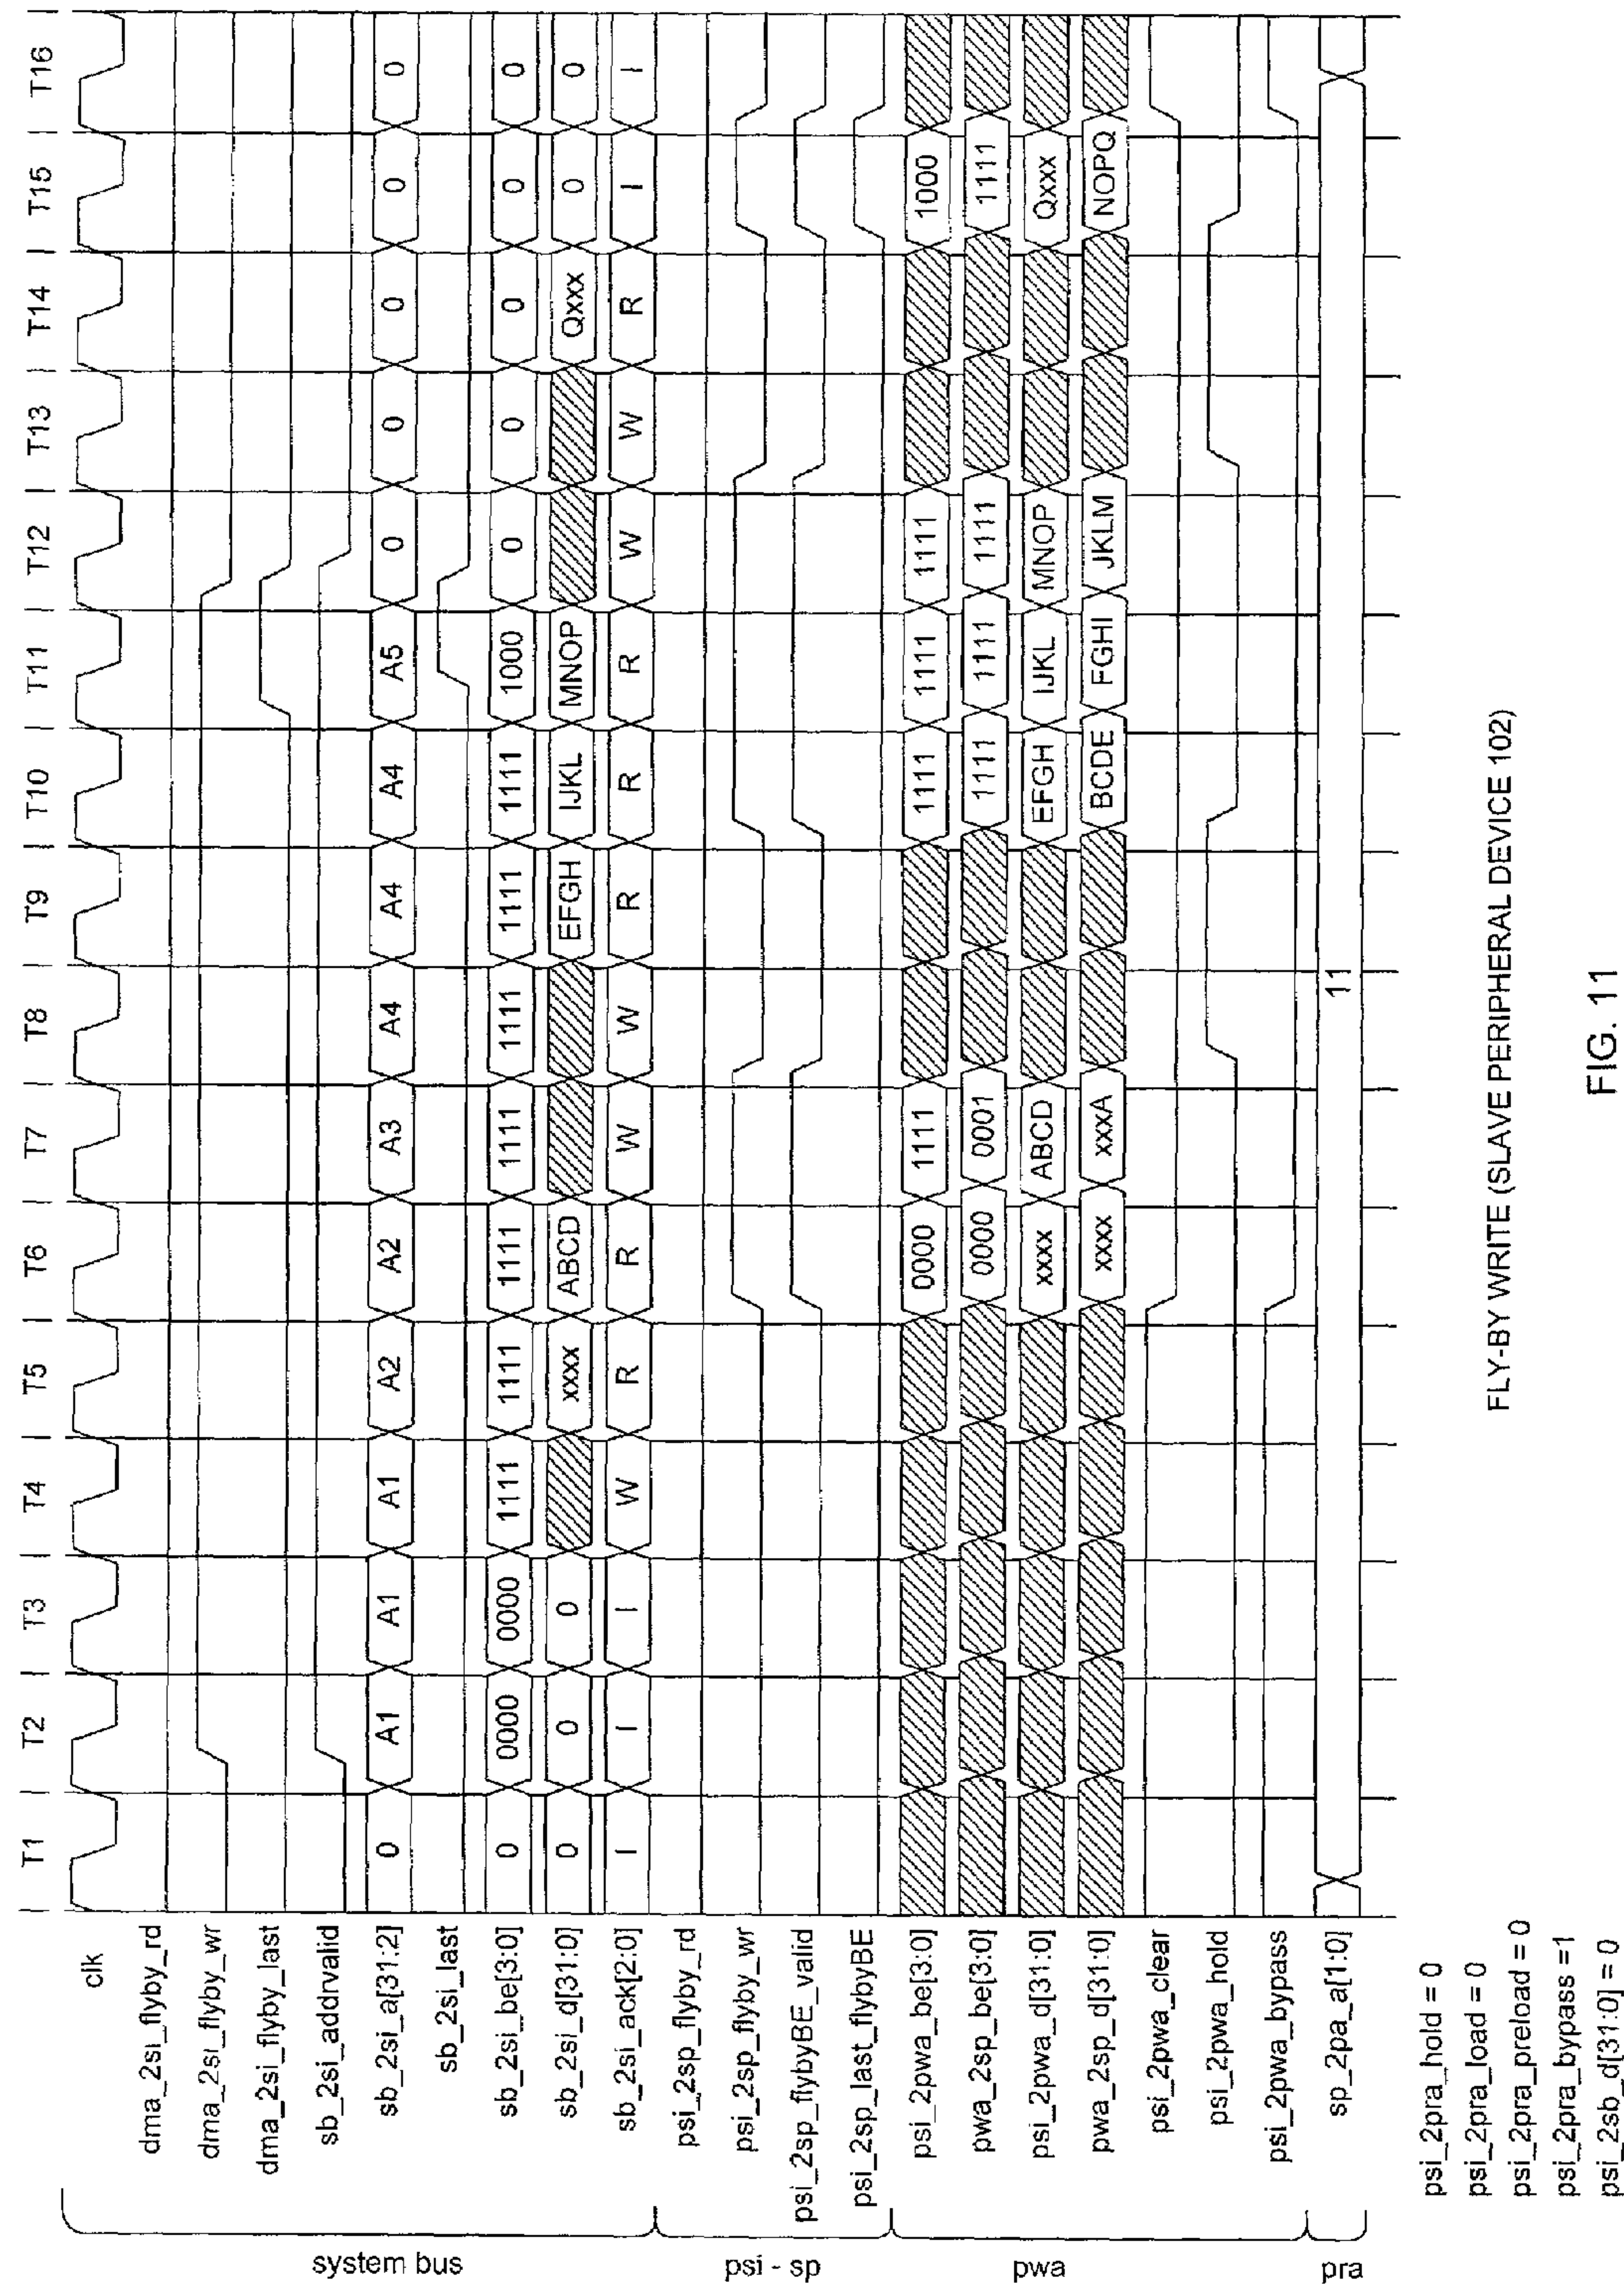 T1 T2 T3 T4 T5 T6 T7 T8 T9 T10 T11 T12 T13 T14 T15 T16
system bus
clk
dma_2si_flyby_rd
dma_2si_flyby_wr
dma_2si_flyby_last
sb_2si_addrvalid
sb_2si_a[31:2] 0 A1 A1 A1 A2 A2 A3 A4 A4 A4 A5 0 0 0 0 0
sb_2si_last
sb_2si_be[3:0] 0 0000 0000 1111 1111 1111 1111 1111 1111 1111 1000 0 0 0 0 0
sb_2si_d[31:0] 0 0 0 xxxx ABCD EFGH IJKL MNOP Qxxx 0 0
sb_2si_ack[2:0] I I I W R R W W R R R W W R I I
psi - sp
psi_2sp_flyby_rd
psi_2sp_flyby_wr
psi_2sp_flybyBE_valid
psi_2sp_last_flybyBE
pwa
psi_2pwa_be[3:0] 0000 1111 1111 1111 1111 1000
pwa_2sp_be[3:0] 0000 0001 1111 1111 1111 1111
psi_2pwa_d[31:0] xxxx ABCD EFGH IJKL MNOP Qxxx
pwa_2sp_d[31:0] xxxx xxxA BCDE FGHI JKLM NOPQ
psi_2pwa_clear
psi_2pwa_hold
psi_2pwa_bypass
pra
sp_2pa_a[1:0] 11
psi_2pra_hold = 0
psi_2pra_load = 0
psi_2pra_preload = 0
psi_2pra_bypass =1
psi_2sb_d[31:0] = 0
FLY-BY WRITE (SLAVE PERIPHERAL DEVICE 102)
FIG. 11